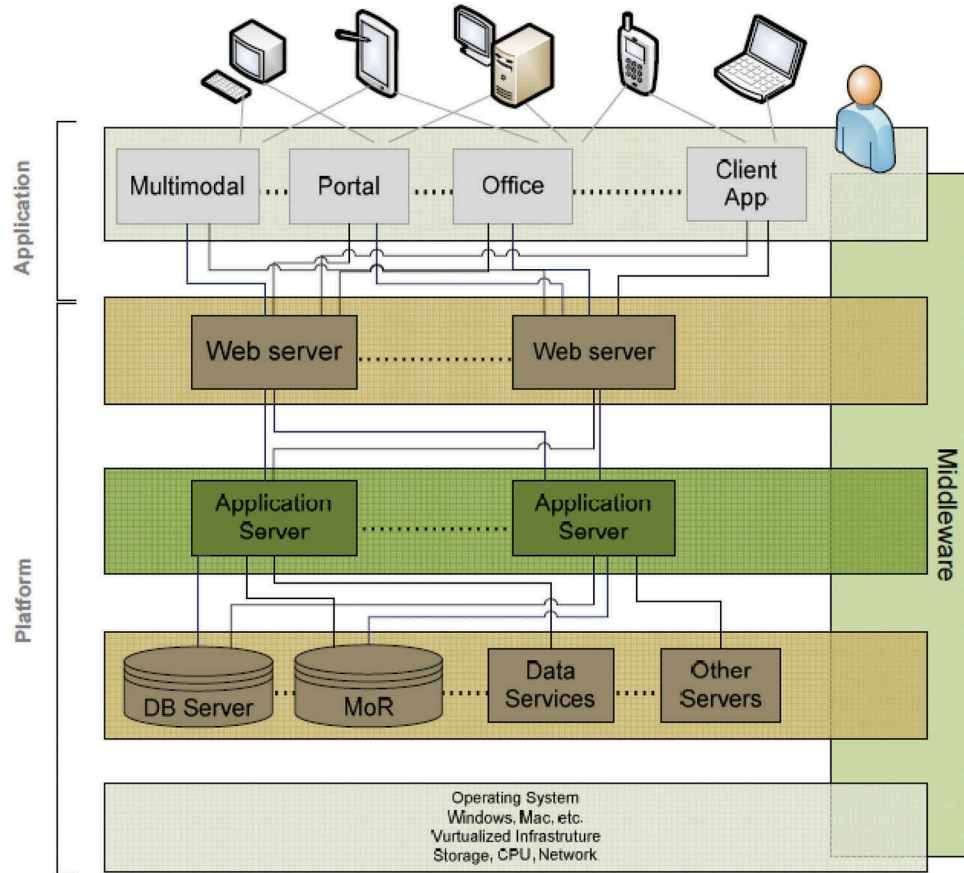 Application
Multimodal
Portal
Office
Client
App
Web server
Web server
Middleware
Platform
Application
Server
Application
Server
DB Server
MoR
Data
Services
Other
Servers
Operating System
Windows, Mac, etc.
Vurtualized Infrastruture
Storage, CPU, Network